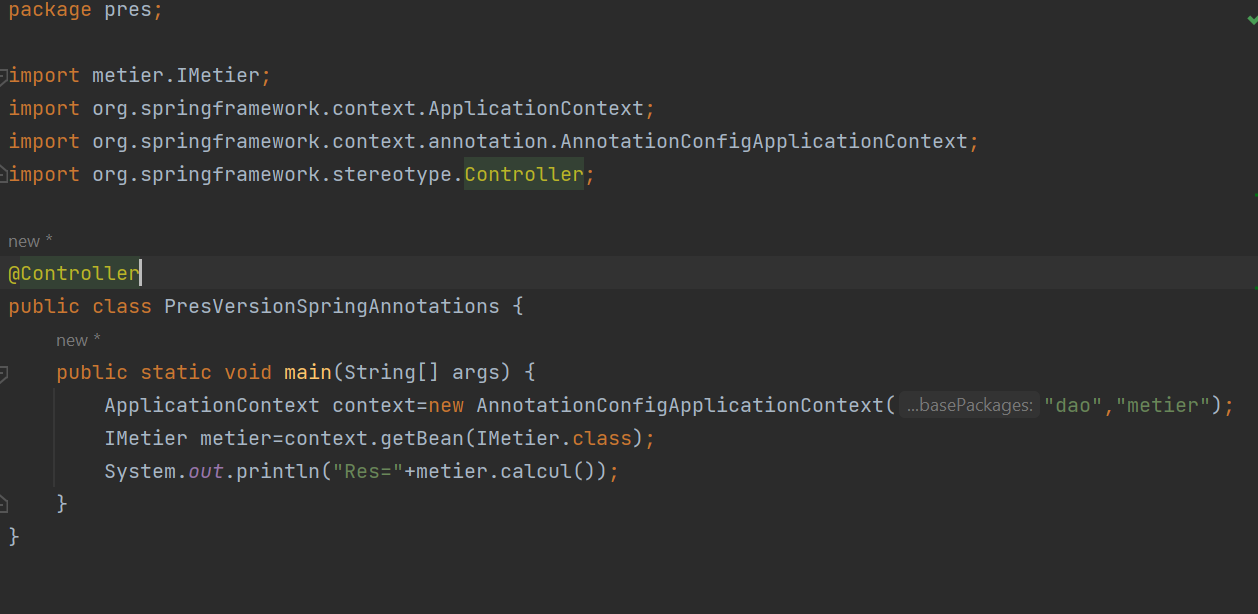 package pres;
import metier.IMetier;
import org.springframework.context.ApplicationContext;
import org.springframework.context.annotation.AnnotationConfigApplicationContext;
import org.springframework.stereotype.Controller;
new *
@Controller
public class PresVersionSpringAnnotations {
new *
public static void main(String[] args) {
ApplicationContext context=new AnnotationConfigApplicationContext( ...basePackages: "dao","metier");
IMetier metier=context.getBean(IMetier.class);
System.out.println("Res="+metier.calcul());
}
}